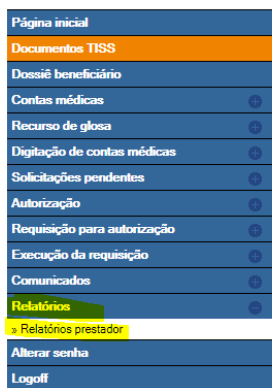 Página inicial
Documentos TISS
Dossiê beneficiário
Contas médicas
Recurso de glosa
Digitação de contas médicas
Solicitações pendentes
Autorização
Requisição para autorização
Execução da requisição
Comunicados
Relatórios
» Relatórios prestador
Alterar senha
Logoff